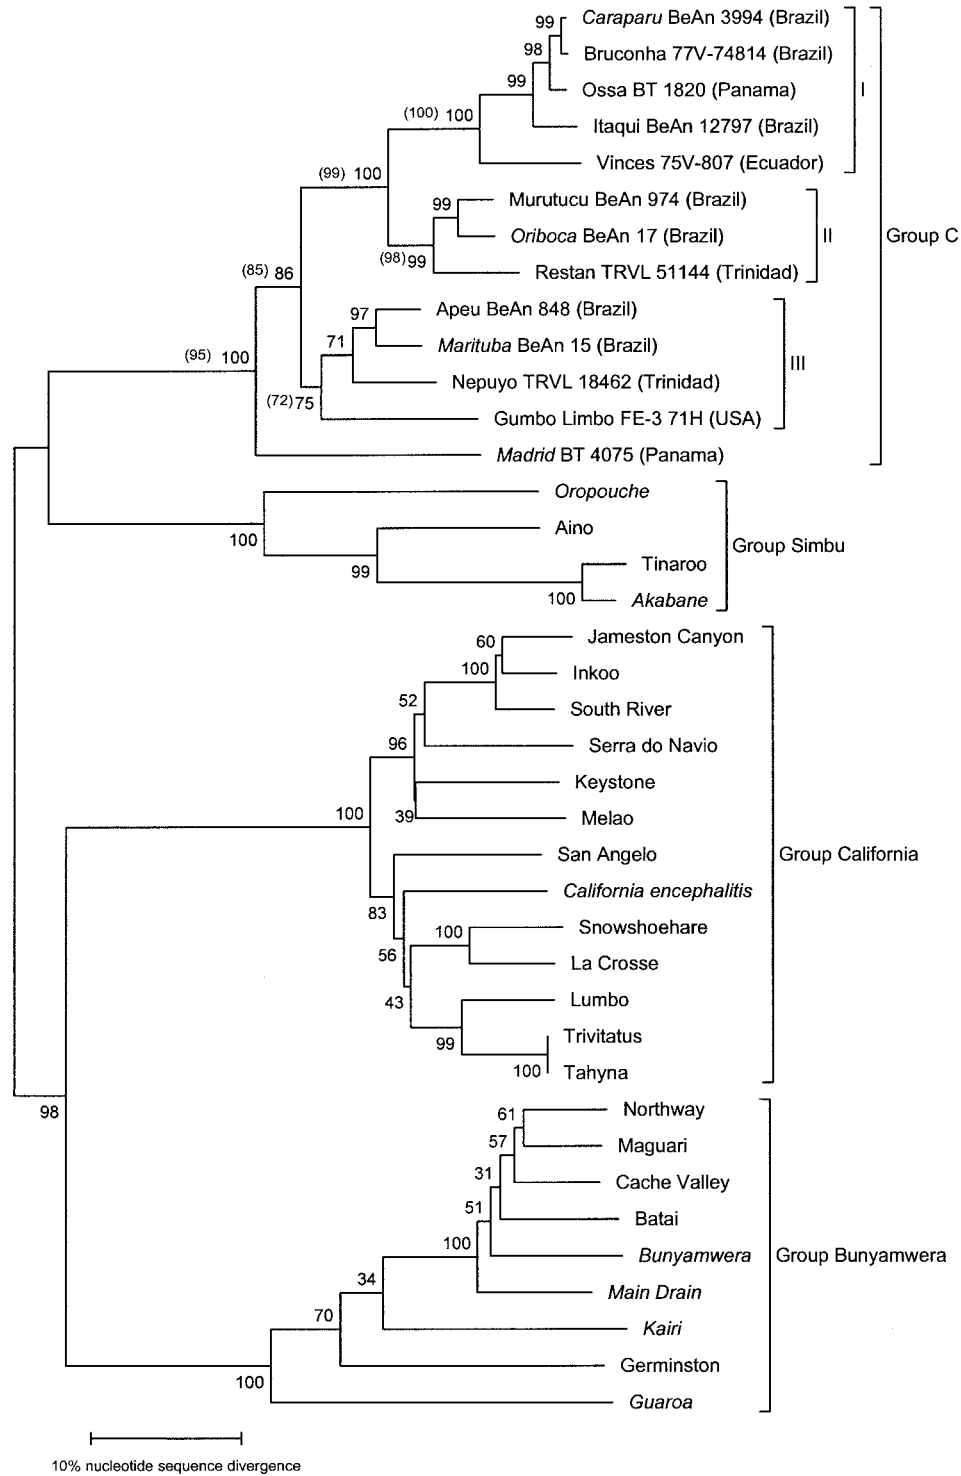 99 Caraparu BeAn 3994 (Brazil)
98 Bruconha 77V-74814 (Brazil)
99 Ossa BT 1820 (Panama) I
(100) 100 Itaqui BeAn 12797 (Brazil)
Vinces 75V-807 (Ecuador)
(99) 100
99 Murutucu BeAn 974 (Brazil)
Oriboca BeAn 17 (Brazil) II Group C
(98) 99
Restan TRVL 51144 (Trinidad)
(85) 86
97 Apeu BeAn 848 (Brazil)
71 Marituba BeAn 15 (Brazil)
(95) 100 III
Nepuyo TRVL 18462 (Trinidad)
(72) 75
Gumbo Limbo FE-3 71H (USA)
Madrid BT 4075 (Panama)
Oropouche
Aino
100 Group Simbu
99 Tinaroo
100 Akabane
60 Jameston Canyon
100 Inkoo
52 South River
96 Serra do Navio
Keystone
100 39 Melao
San Angelo Group California
83 California encephalitis
100 Snowshoehare
56 La Crosse
43 Lumbo
99 Trivitatus
100 Tahyna
98
61 Northway
57 Maguari
31 Cache Valley
51 Batai
100 Bunyamwera Group Bunyamwera
34 Main Drain
70 Kairi
Germinston
100 Guaroa
10% nucleotide sequence divergence